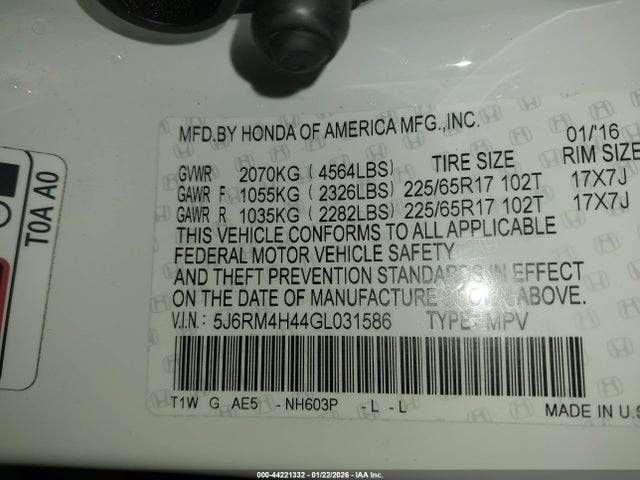 MFD.BY HONDA OF AMERICA MFG.,INC. 01/'16
GVWR 2070KG (4564LBS) TIRE SIZE RIM SIZE
GAWR F 1055KG (2326LBS) 225/65R17 102T 17X7J
GAWR R 1035KG (2282LBS) 225/65R17 102T 17X7J
THIS VEHICLE CONFORMS TO ALL APPLICABLE
FEDERAL MOTOR VEHICLE SAFETY
AND THEFT PREVENTION STANDARDS IN EFFECT
ON THE DATE OF MANUFACTURE SHOWN ABOVE.
V.I.N.: 5J6RM4H44GL031586 TYPE: MPV
T1W G AE5 -NH603P -L -L
MADE IN U.S
T0A A0
000-44221332 - 01/22/2026 - IAA Inc.